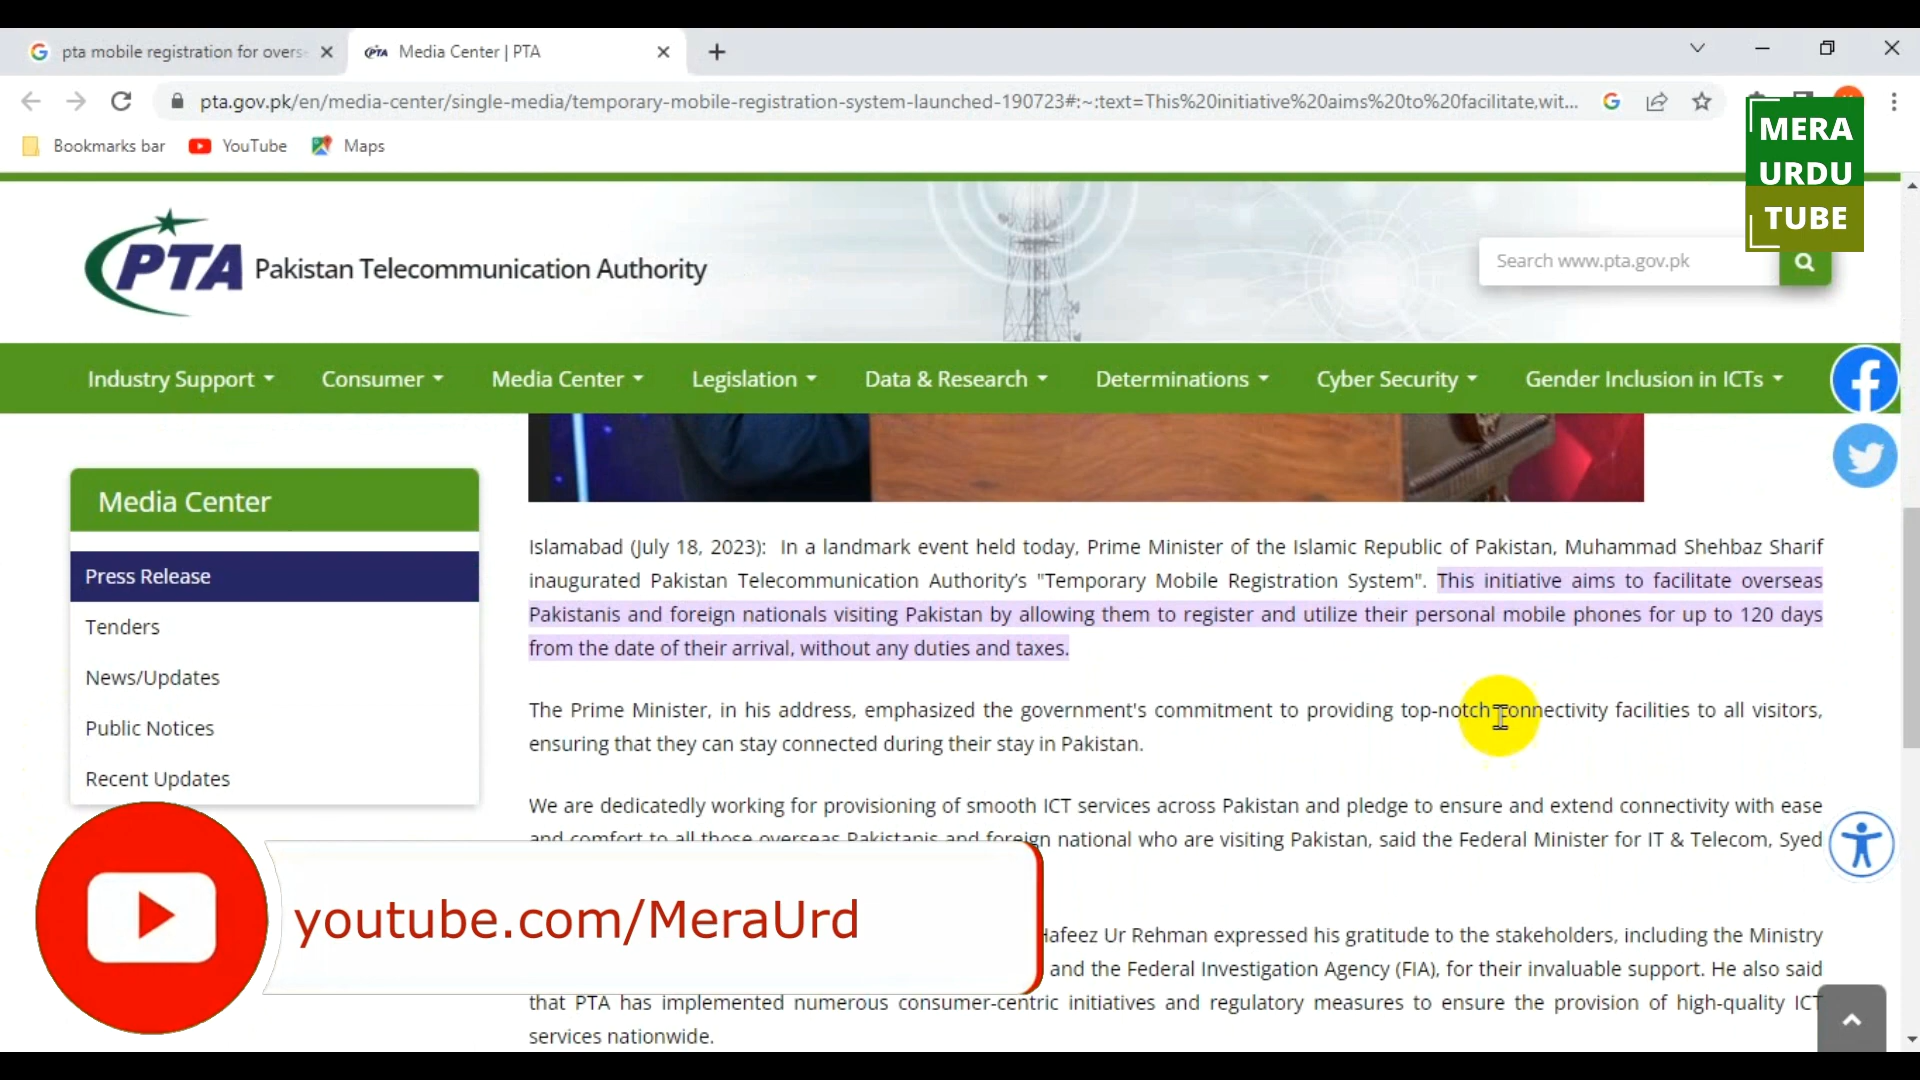 pta mobile registration for overs
PTA Media Center | PTA
pta.gov.pk/en/media-center/single-media/temporary-mobile-registration-system-launched-190723#:~:text=This%20initiative%20aims%20to%20facilitate,wit...
Bookmarks bar YouTube Maps
MERA
URDU
TUBE
PTA Pakistan Telecommunication Authority
Search www.pta.gov.pk
Industry Support Consumer Media Center Legislation Data & Research Determinations Cyber Security Gender Inclusion in ICTs
Media Center
Press Release
Tenders
News/Updates
Public Notices
Recent Updates
Islamabad (July 18, 2023): In a landmark event held today, Prime Minister of the Islamic Republic of Pakistan, Muhammad Shehbaz Sharif
inaugurated Pakistan Telecommunication Authority's "Temporary Mobile Registration System". This initiative aims to facilitate overseas
Pakistanis and foreign nationals visiting Pakistan by allowing them to register and utilize their personal mobile phones for up to 120 days
from the date of their arrival, without any duties and taxes.
The Prime Minister, in his address, emphasized the government's commitment to providing top-notch connectivity facilities to all visitors,
ensuring that they can stay connected during their stay in Pakistan.
We are dedicatedly working for provisioning of smooth ICT services across Pakistan and pledge to ensure and extend connectivity with ease
and comfort to all those overseas Pakistanis and foreign national who are visiting Pakistan, said the Federal Minister for IT & Telecom, Syed
Hafeez Ur Rehman expressed his gratitude to the stakeholders, including the Ministry
and the Federal Investigation Agency (FIA), for their invaluable support. He also said
that PTA has implemented numerous consumer-centric initiatives and regulatory measures to ensure the provision of high-quality ICT
services nationwide.
youtube.com/MeraUrd